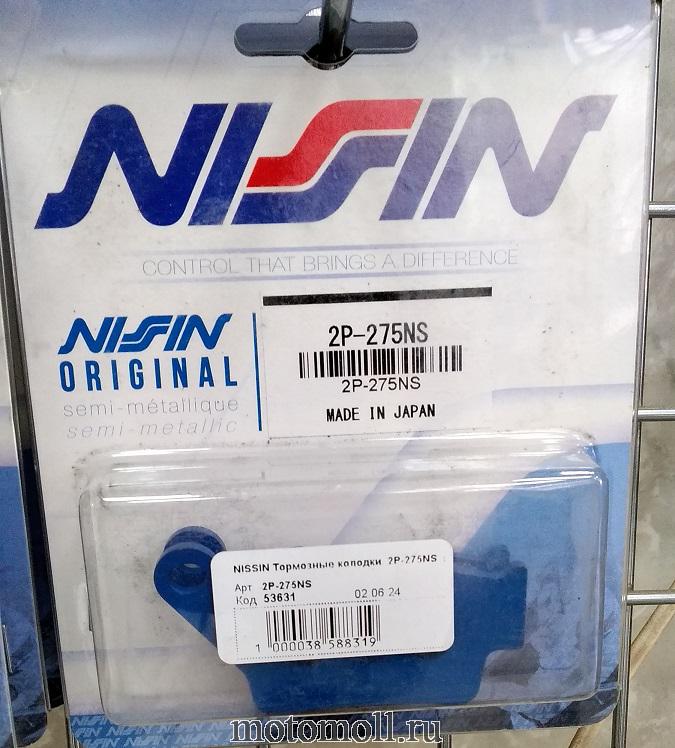 NISSIN
CONTROL THAT BRINGS A DIFFERENCE
NISSIN
ORIGINAL
semi-métallique
semi-metallic
2P-275NS
2P-275NS
MADE IN JAPAN
NISSIN Тормозные колодки 2P-275NS
Арт 2P-275NS
Код 53631 02 06 24
1 000038 588319
NISSIN
motomoll.ru